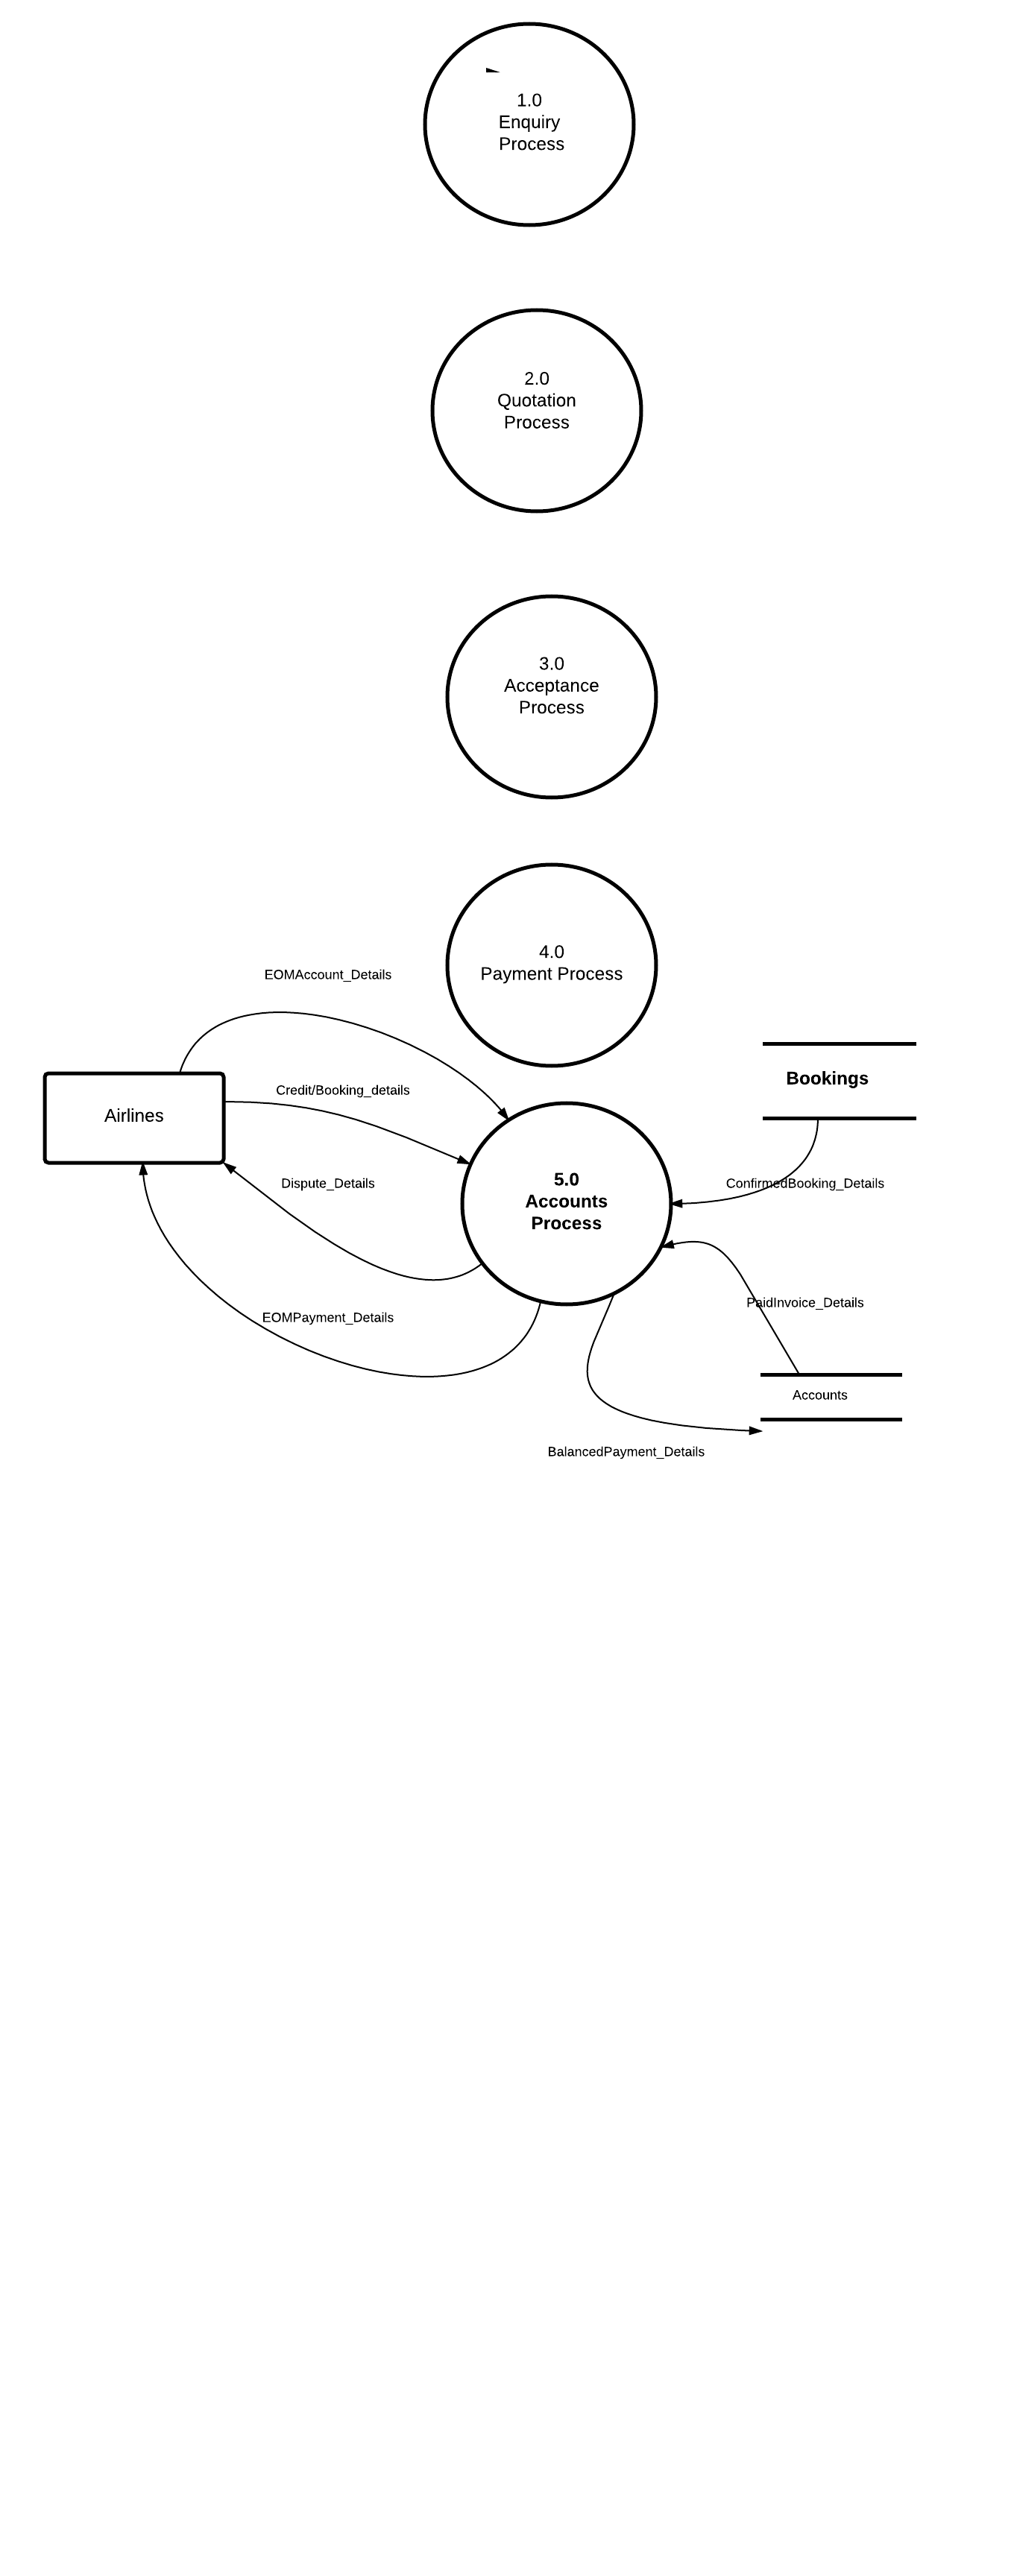 1.0
Enquiry
Process
2.0
Quotation
Process
3.0
Acceptance
Process
4.0
Payment Process
EOMAccount_Details
Bookings
Credit/Booking_details
Airlines
5.0
Accounts
Process
Dispute_Details
ConfirmedBooking_Details
PaidInvoice_Details
EOMPayment_Details
Accounts
BalancedPayment_Details